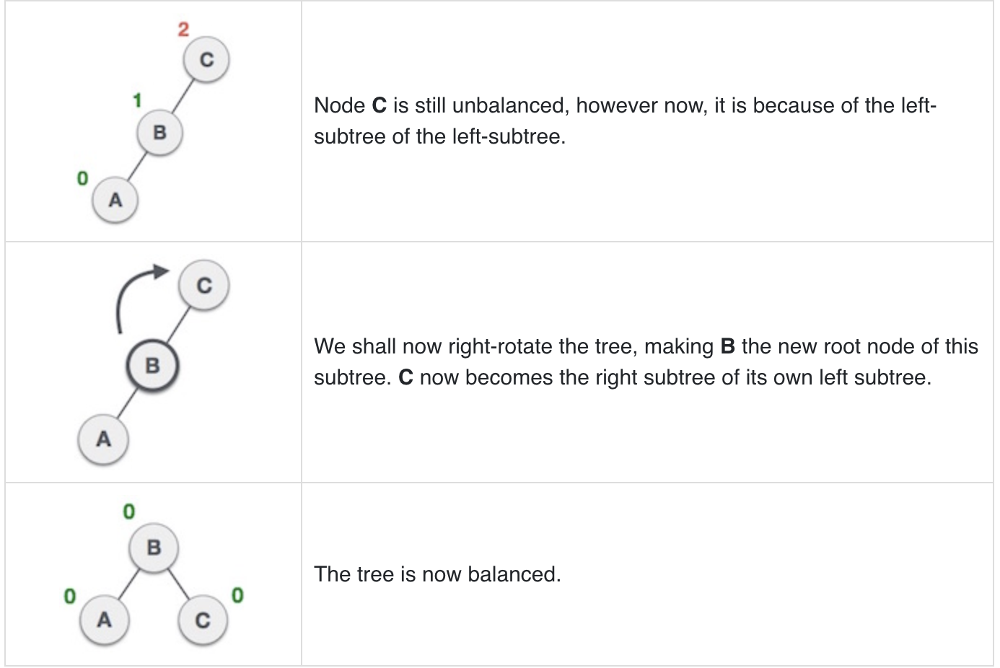 2
C
1
B
0
A
Node C is still unbalanced, however now, it is because of the left-
subtree of the left-subtree.
C
B
A
We shall now right-rotate the tree, making B the new root node of this
subtree. C now becomes the right subtree of its own left subtree.
0
B
0
0
A
C
The tree is now balanced.